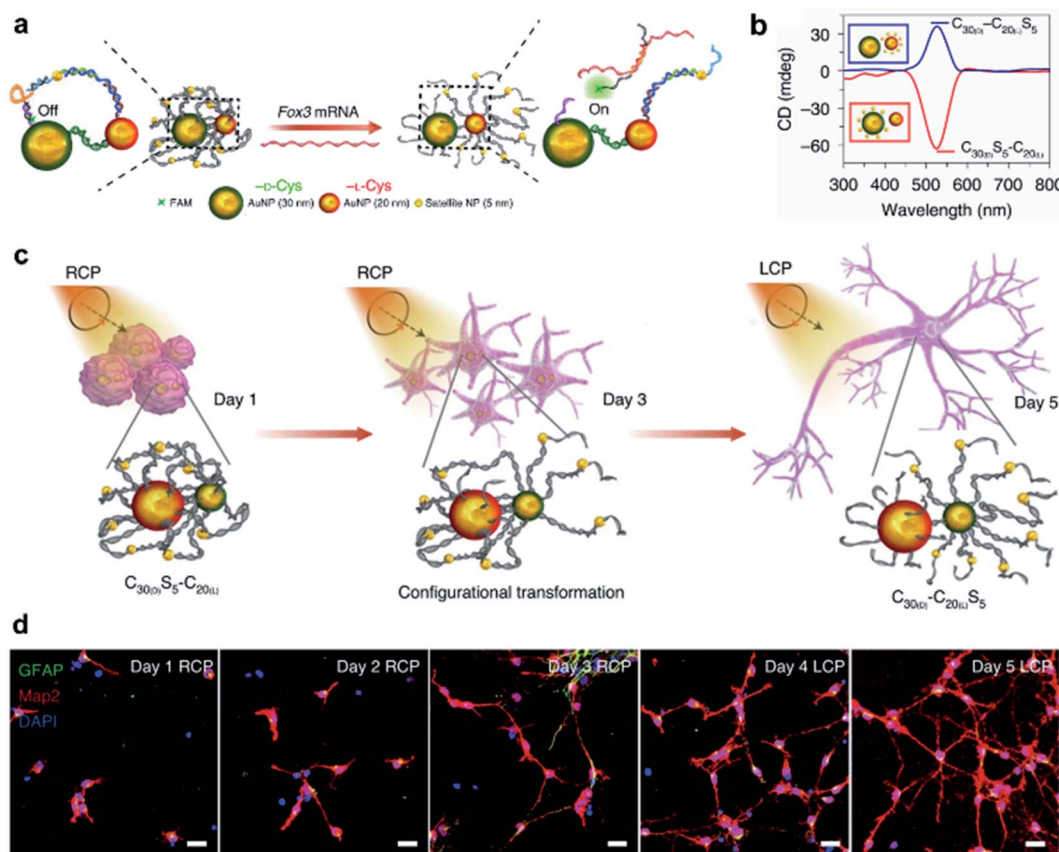 a
Off
Fox3 mRNA
On
–D-Cys
–L-Cys
FAM
AuNP (30 nm)
AuNP (20 nm)
Satellite NP (5 nm)
b
CD (mdeg)
30
0
−30
−60
C30(D)–C20(L)S5
C30(D)S5-C20(L)
300 400 500 600 700 800
Wavelength (nm)
c
RCP
RCP
LCP
Day 1
Day 3
Day 5
C30(D)S5-C20(L)
Configurational transformation
C30(D)-C20(L)S5
d
GFAP
Map2
DAPI
Day 1 RCP
Day 2 RCP
Day 3 RCP
Day 4 LCP
Day 5 LCP